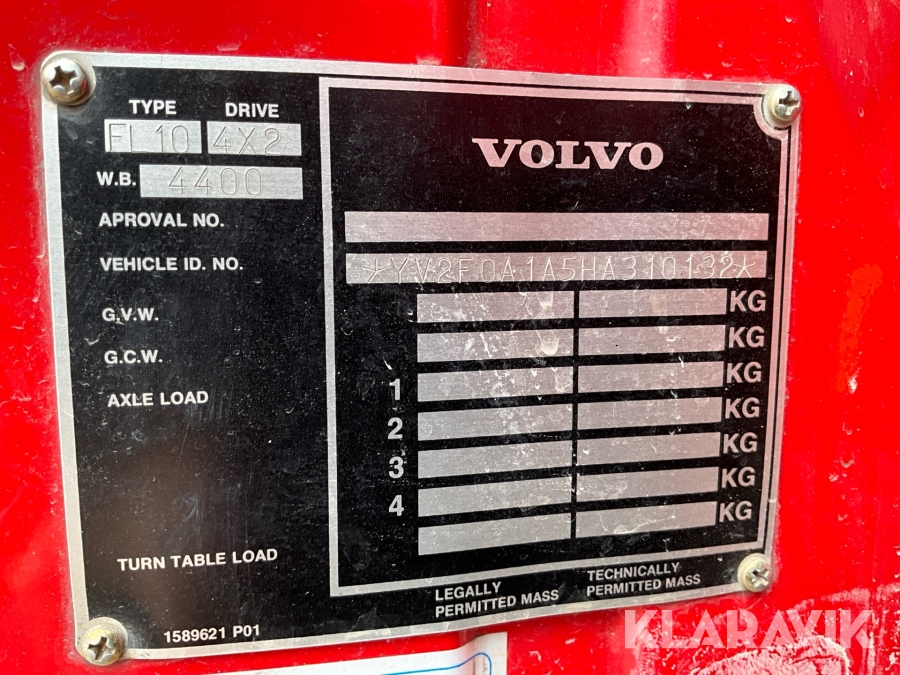 TYPE DRIVE
FL10 4X2
W.B. 4400
VOLVO
APROVAL NO.
VEHICLE ID. NO. *YV2F0A1A5HA310132*
G.V.W. KG
G.C.W. KG
AXLE LOAD 1 KG
2 KG
3 KG
4 KG
TURN TABLE LOAD KG
LEGALLY PERMITTED MASS
TECHNICALLY PERMITTED MASS
1589621 P01
KLARAVIK